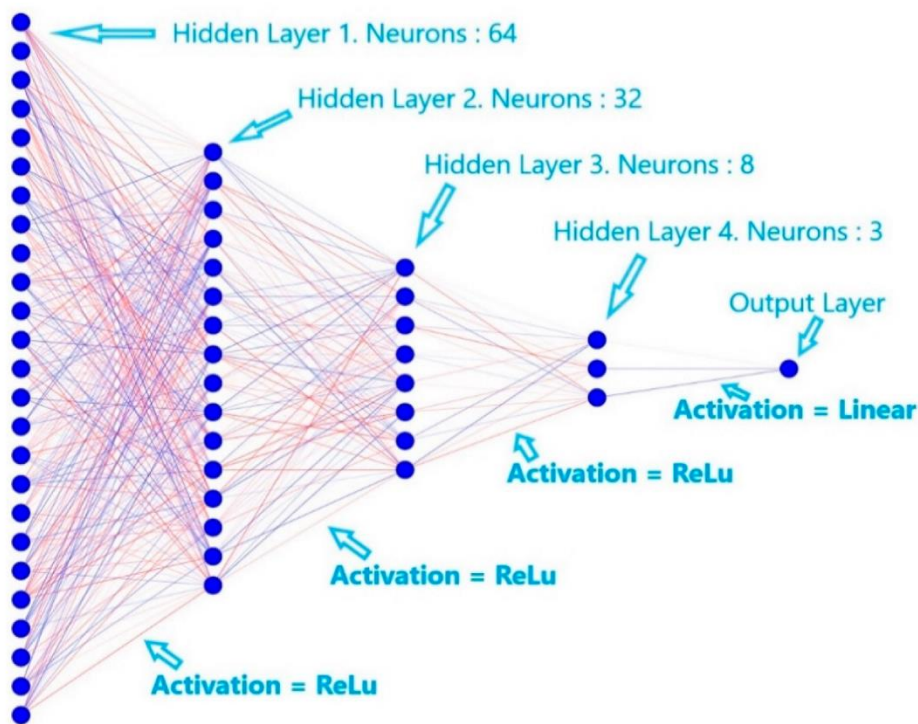 Hidden Layer 1. Neurons : 64
Hidden Layer 2. Neurons : 32
Hidden Layer 3. Neurons : 8
Hidden Layer 4. Neurons : 3
Output Layer
Activation = Linear
Activation = ReLu
Activation = ReLu
Activation = ReLu